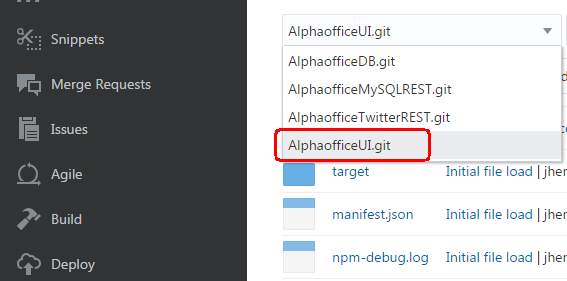 Snippets
Merge Requests
Issues
Agile
Build
Deploy
AlphaofficeUI.git
AlphaofficeDB.git
AlphaofficeMySQLREST.git
AlphaofficeTwitterREST.git
AlphaofficeUI.git
target Initial file load | jher
manifest.json Initial file load | jher
npm-debug.log Initial file load | jher